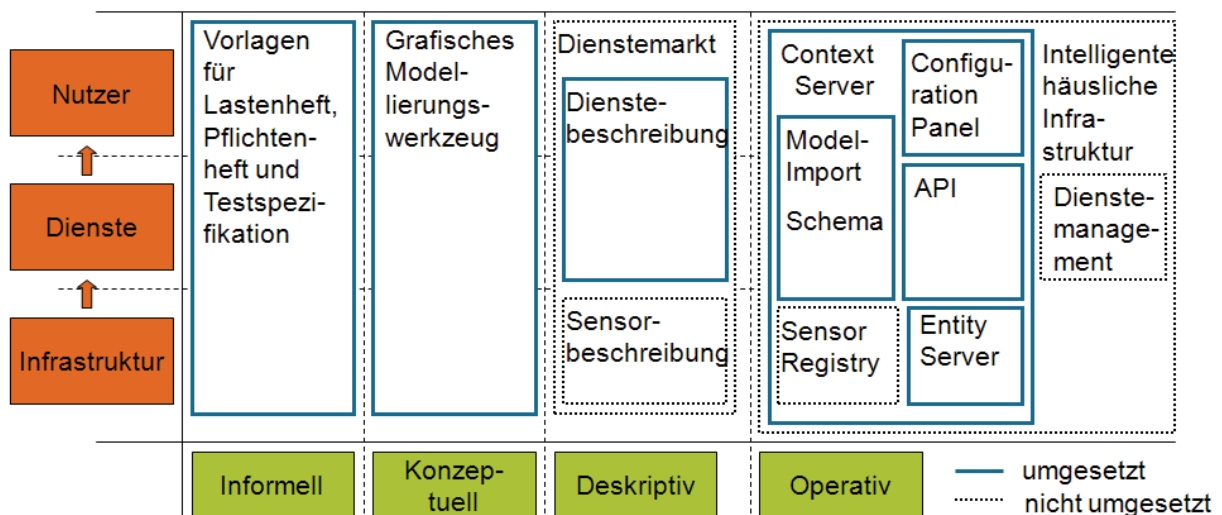 Nutzer
Dienste
Infrastruktur
Vorlagen
für
Lastenheft,
Pflichten-
heft und
Testspezi-
fikation
Grafisches
Model-
lierungs-
werkzeug
Dienstemarkt
Dienste-
beschreibung
Sensor-
beschreibung
Context
Server
Model-
Import
Schema
Sensor
Registry
Configu-
ration
Panel
API
Entity
Server
Intelligente
häusliche
Infra-
struktur
Dienste-
manage-
ment
Informell
Konzep-
tuell
Deskriptiv
Operativ
umgesetzt
nicht umgesetzt